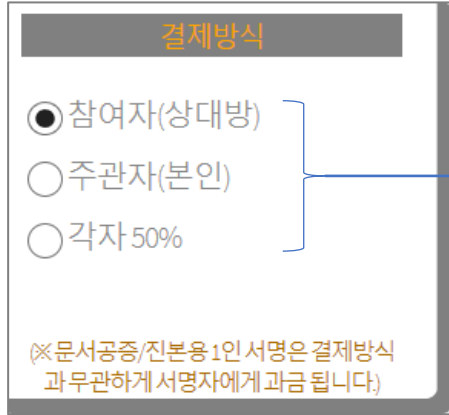 결제방식
참여자(상대방)
주관자(본인)
각자 50%
(※문서공증/진본용 1인 서명은 결제방식
과 무관하게 서명자에게 과금 됩니다.)